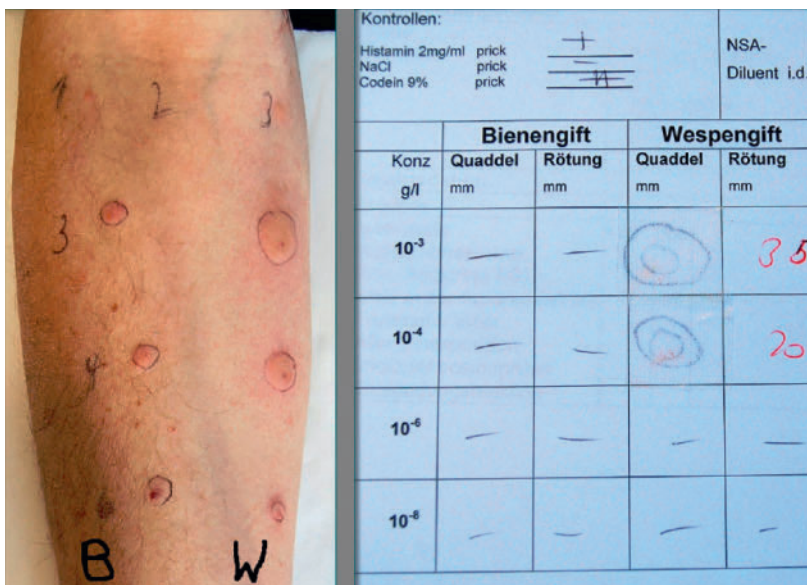 1 2 3
3
4
B W
Kontrollen:
Histamin 2mg/ml prick +
NaCl prick —
Codein 9% prick
NSA-
Diluent i.d.
Bienengift Wespengift
Konz Quaddel Rötung Quaddel Rötung
g/l mm mm mm mm
10⁻³ — — 35
10⁻⁴ — — 20
10⁻⁶ — — — —
10⁻⁸ — — — —